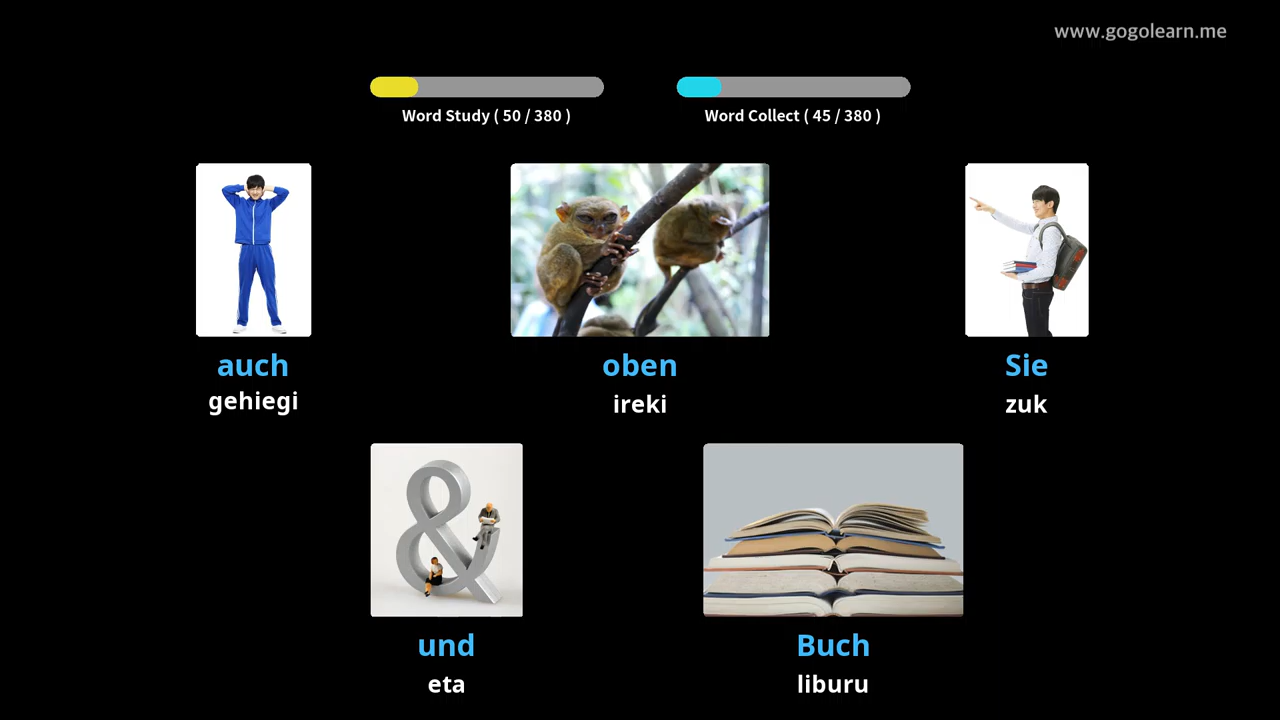 www.gogolearn.me
Word Study ( 50 / 380 )
Word Collect ( 45 / 380 )
auch
gehiegi
oben
ireki
Sie
zuk
und
eta
Buch
liburu